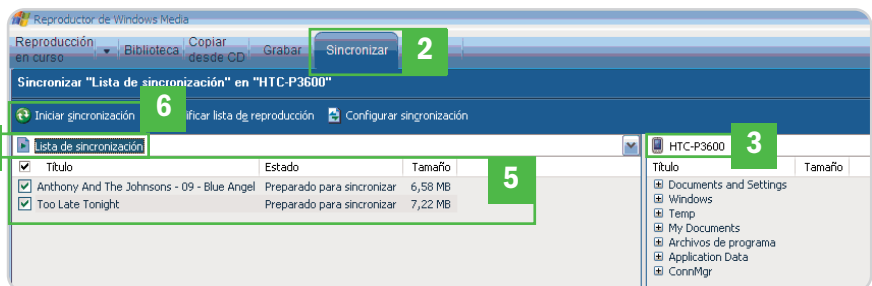 Reproductor de Windows Media
Reproducción en curso Biblioteca Copiar desde CD Grabar Sincronizar 2
Sincronizar "Lista de sincronización" en "HTC-P3600"
6
Iniciar sincronización ificar lista de reproducción Configurar sincronización
Lista de sincronización HTC-P3600 3
Título Estado Tamaño 5 Título Tamaño
Anthony And The Johnsons - 09 - Blue Angel Preparado para sincronizar 6,58 MB
Too Late Tonight Preparado para sincronizar 7,22 MB
Documents and Settings
Windows
Temp
My Documents
Archivos de programa
Application Data
ConnMgr